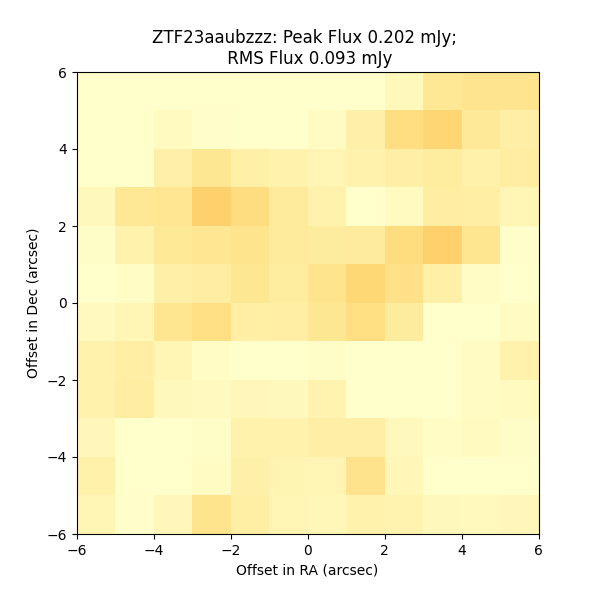 ZTF23aaubzzz: Peak Flux 0.202 mJy;
RMS Flux 0.093 mJy
6
4
2
0
−2
−4
−6
Offset in Dec (arcsec)
−6 −4 −2 0 2 4 6
Offset in RA (arcsec)